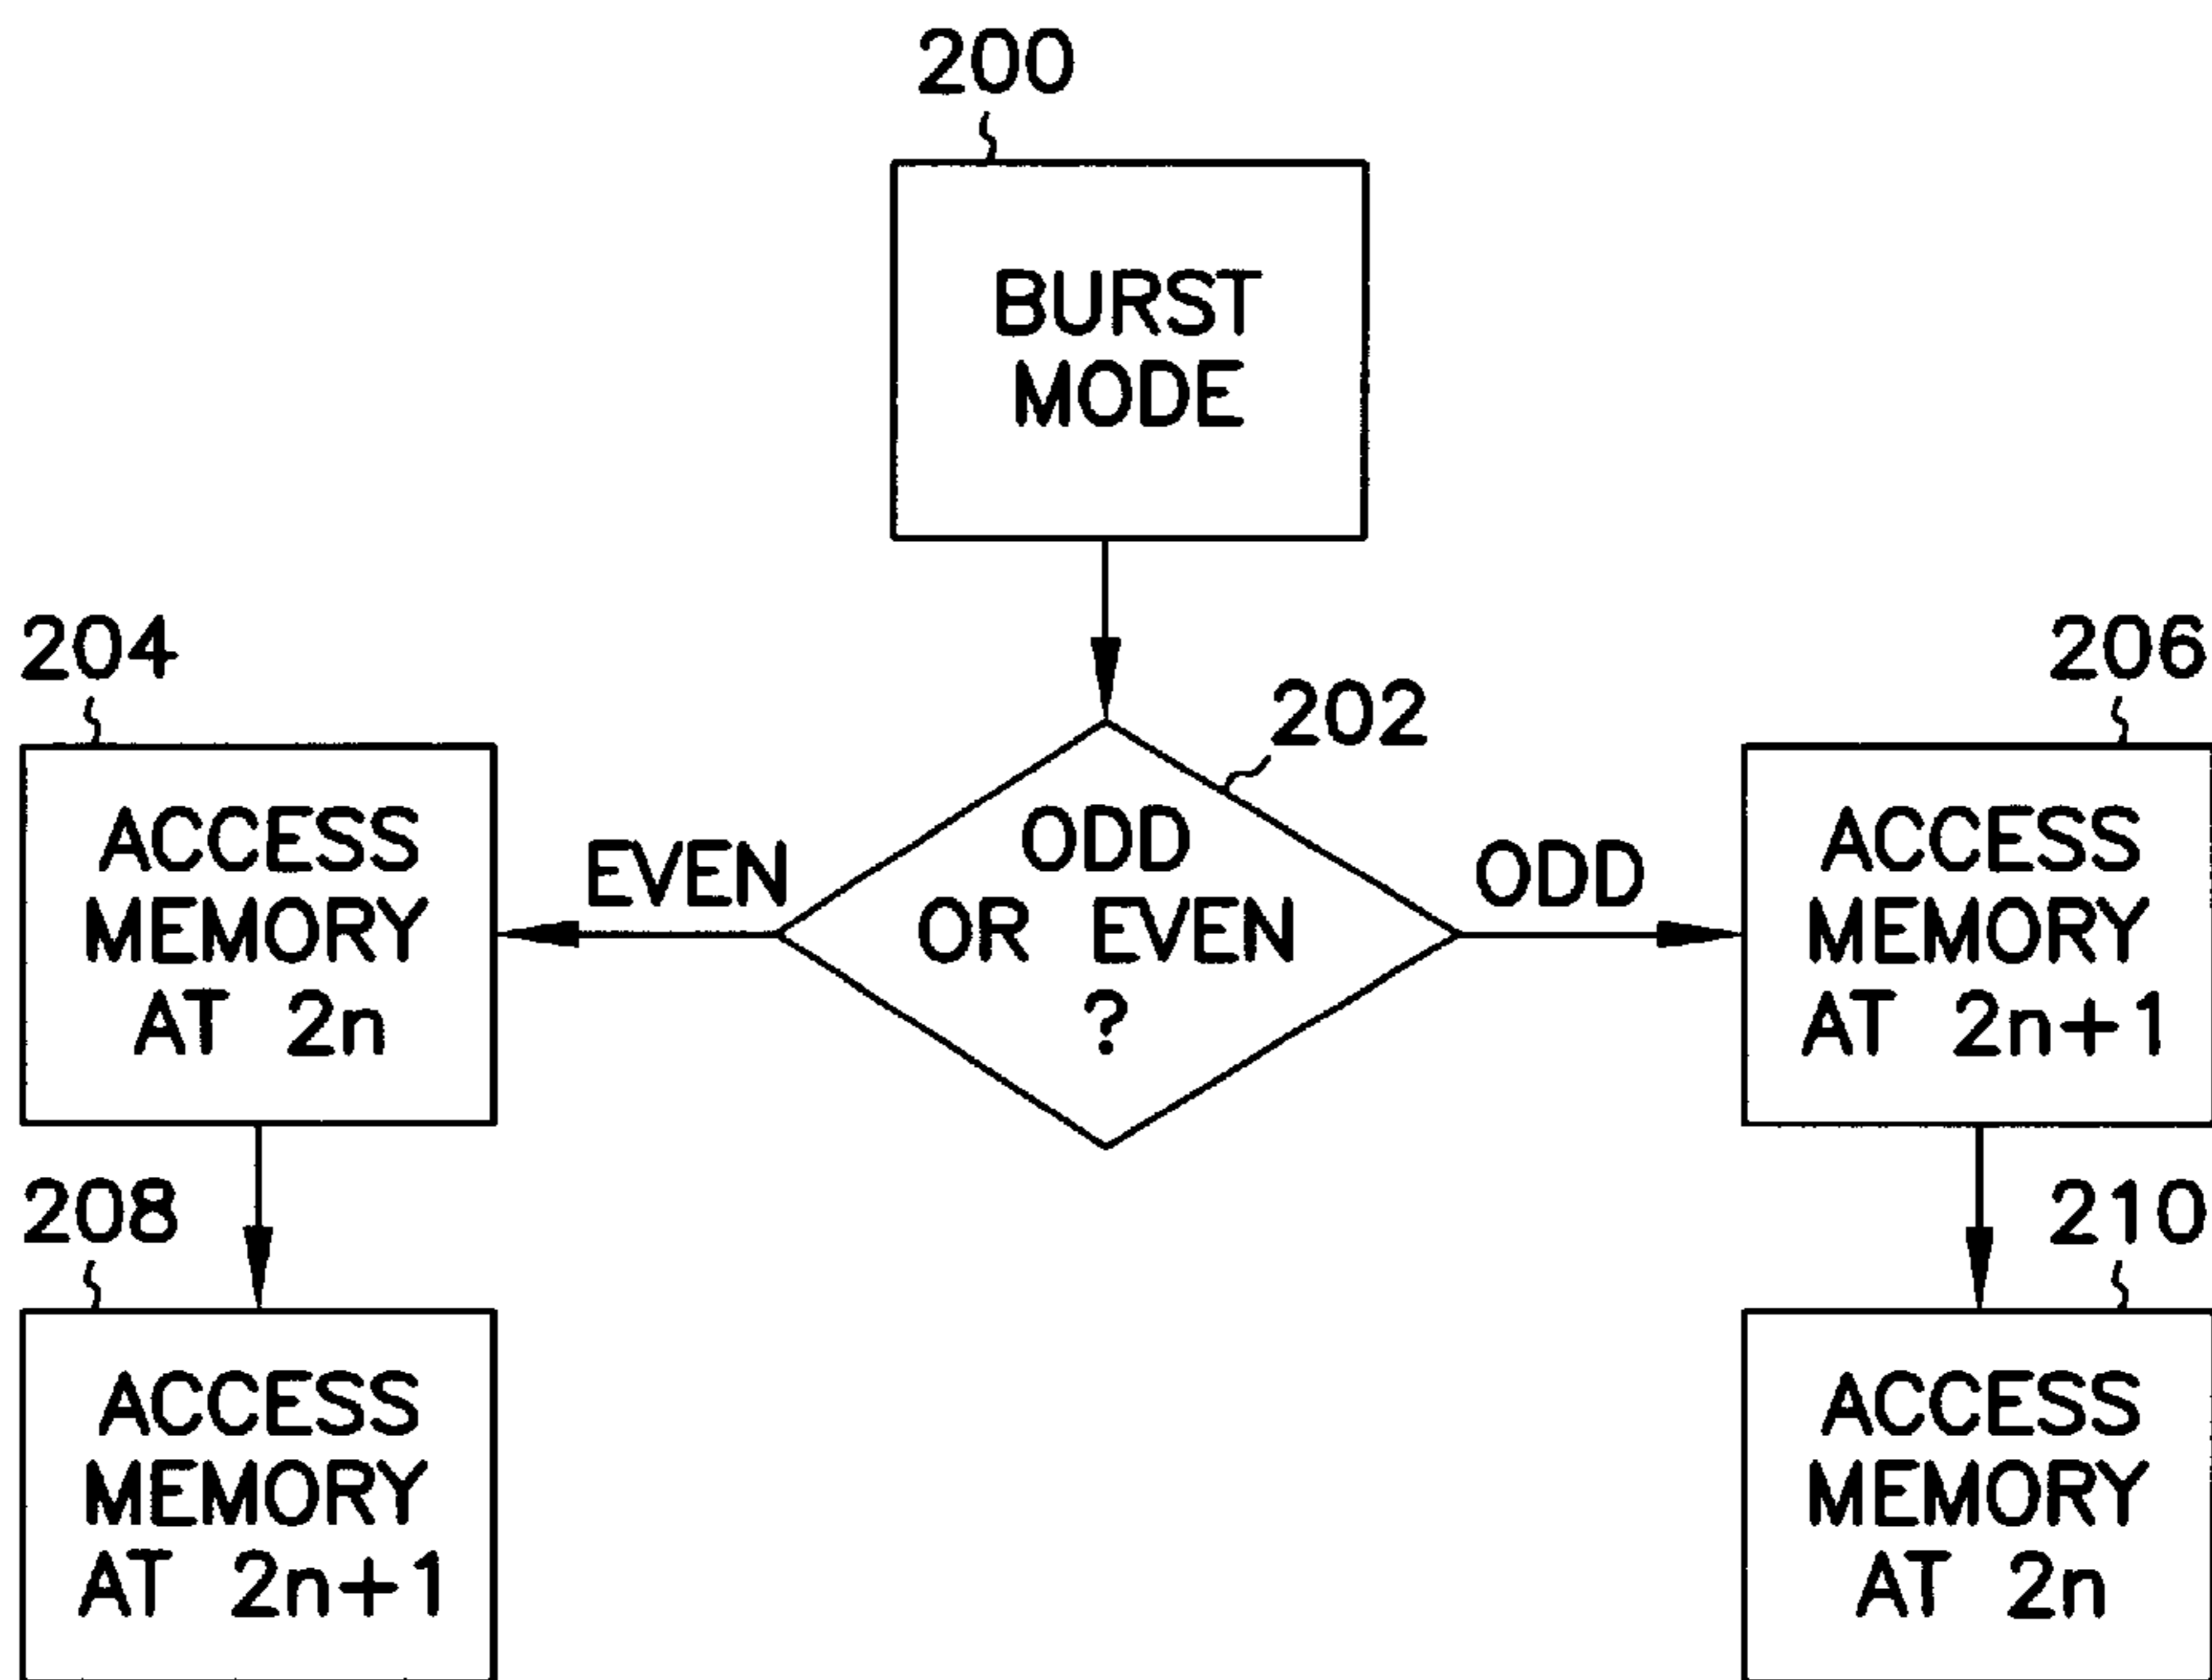 200
BURST
MODE
204
206
202
ACCESS
MEMORY
AT 2n
EVEN
ODD
OR EVEN
?
ODD
ACCESS
MEMORY
AT 2n+1
208
210
ACCESS
MEMORY
AT 2n+1
ACCESS
MEMORY
AT 2n